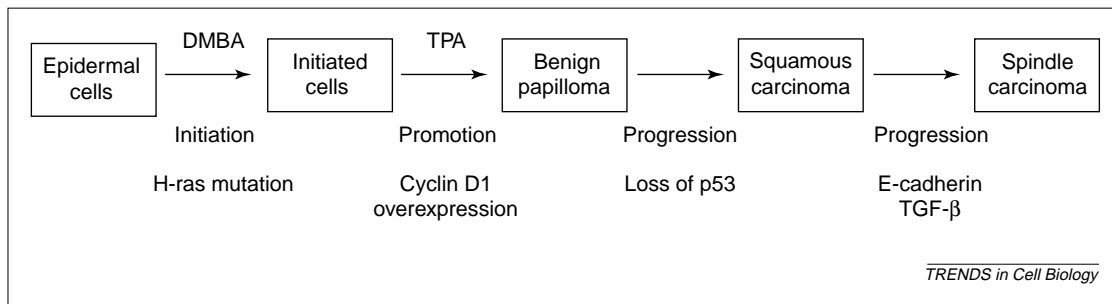 DMBA
TPA
Epidermal
cells
Initiated
cells
Benign
papilloma
Squamous
carcinoma
Spindle
carcinoma
Initiation
Promotion
Progression
Progression
H-ras mutation
Cyclin D1
overexpression
Loss of p53
E-cadherin
TGF-β
TRENDS in Cell Biology